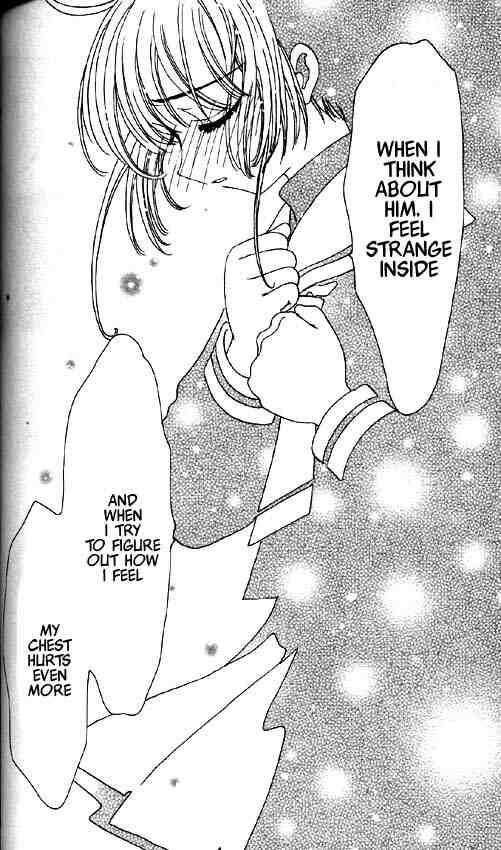 WHEN I
THINK
ABOUT
HIM. I
FEEL
STRANGE
INSIDE
AND
WHEN
I TRY
TO FIGURE
OUT HOW
I FEEL
MY
CHEST
HURTS
EVEN
MORE